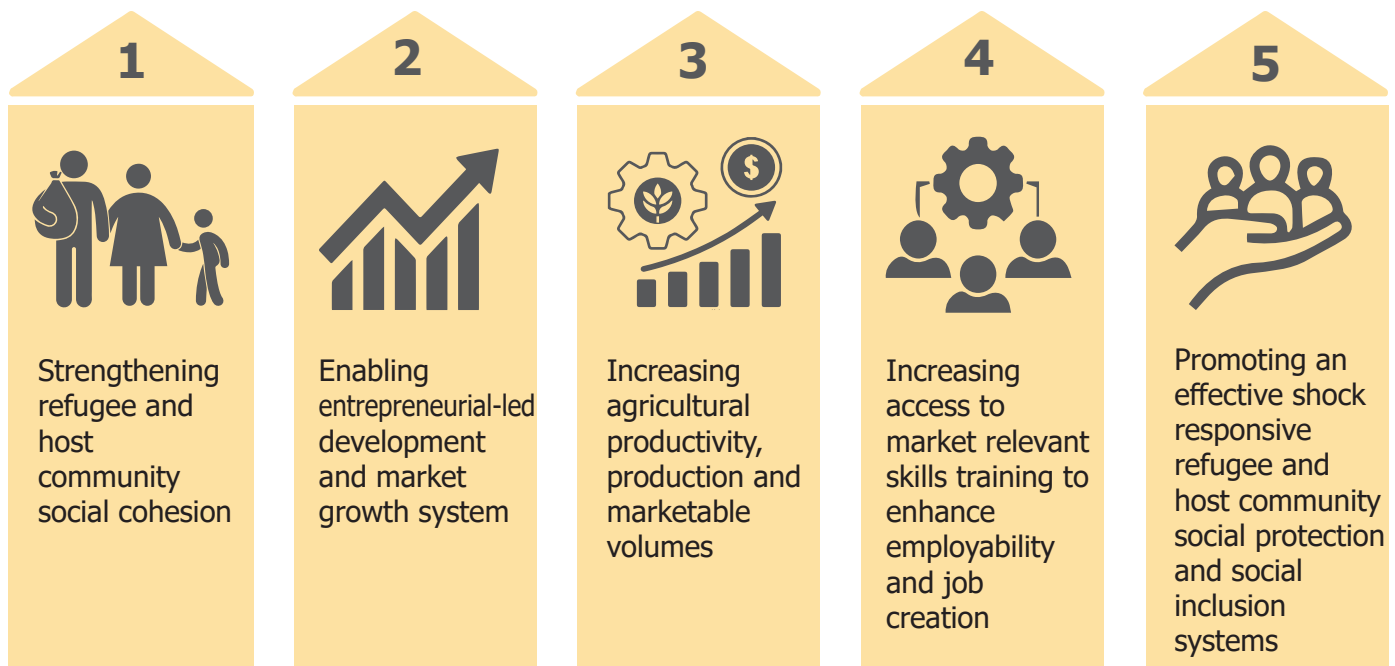 1
Strengthening
refugee and
host
community
social cohesion
2
Enabling
entrepreneurial-led
development
and market
growth system
3
$
Increasing
agricultural
productivity,
production and
marketable
volumes
4
Increasing
access to
market relevant
skills training to
enhance
employability
and job
creation
5
Promoting an
effective shock
responsive
refugee and
host community
social protection
and social
inclusion
systems